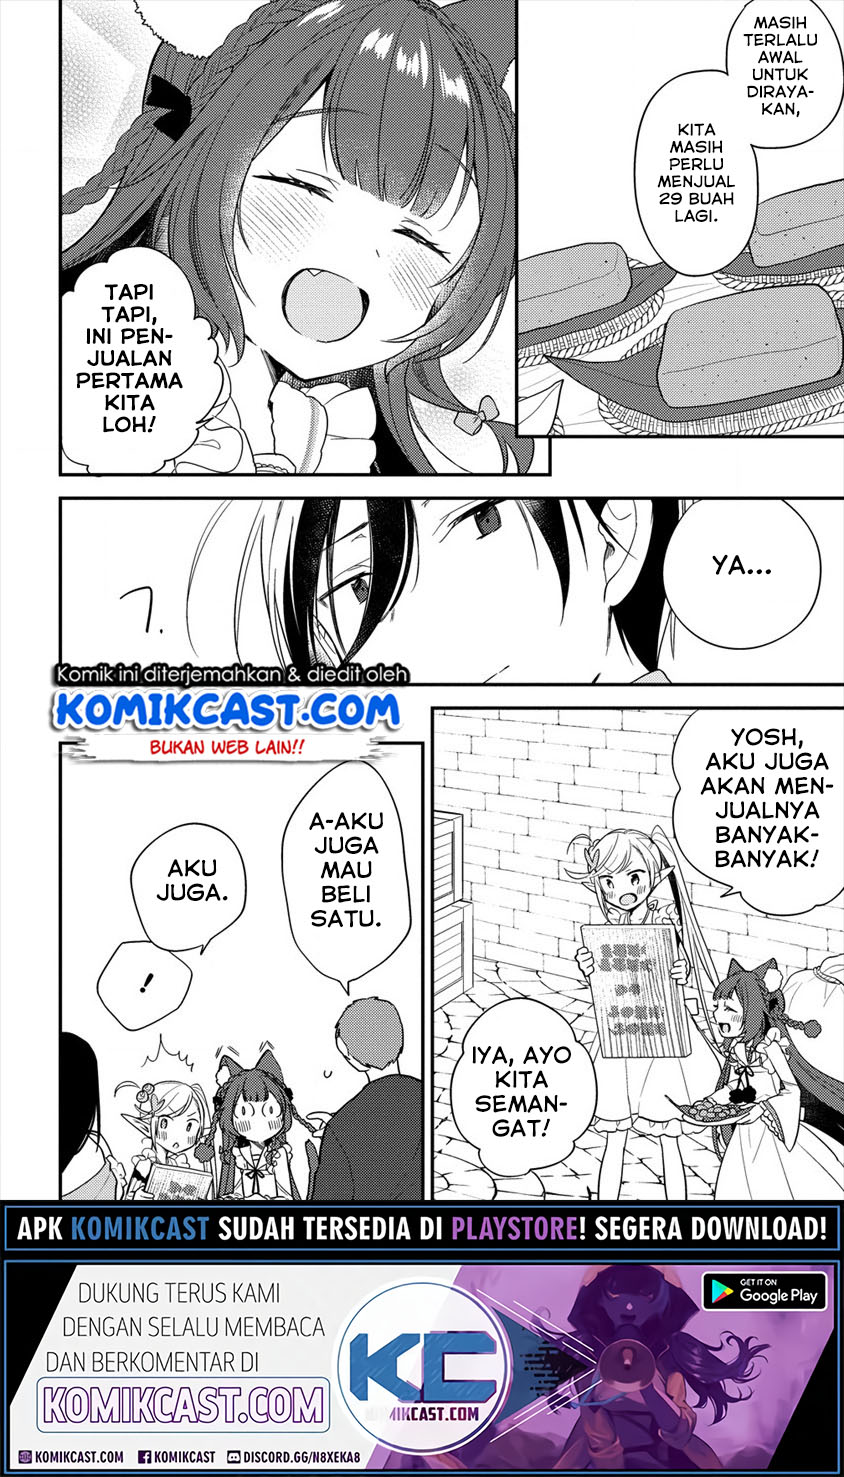 MASIH
TERLALU
AWAL
UNTUK
DIRAYA-
KAN,
KITA
MASIH
PERLU
MENJUAL
29 BUAH
LAGI.
TAPI
TAPI,
INI PEN-
JUALAN
PERTAMA
KITA
LOH!
YA...
Komik ini diterjemahkan & diedit oleh
KOMIKCAST.COM
BUKAN WEB LAIN!!
YOSH,
AKU JUGA
AKAN MEN-
JUALNYA
BANYAK-
BANYAK!
IYA, AYO
KITA
SEMAN-
GAT!
A-AKU
JUGA
MAU
BELI
SATU.
AKU
JUGA.
!
APK KOMIKCAST SUDAH TERSEDIA DI PLAYSTORE! SEGERA DOWNLOAD!
DUKUNG TERUS KAMI
DENGAN SELALU MEMBACA
DAN BERKOMENTAR DI
KOMIKCAST.COM
KC
KOMIKCAST.COM
GET IT ON
Google Play
KOMIKCAST.COM
KOMIKCAST
DISCORD.GG/N8XEKA8